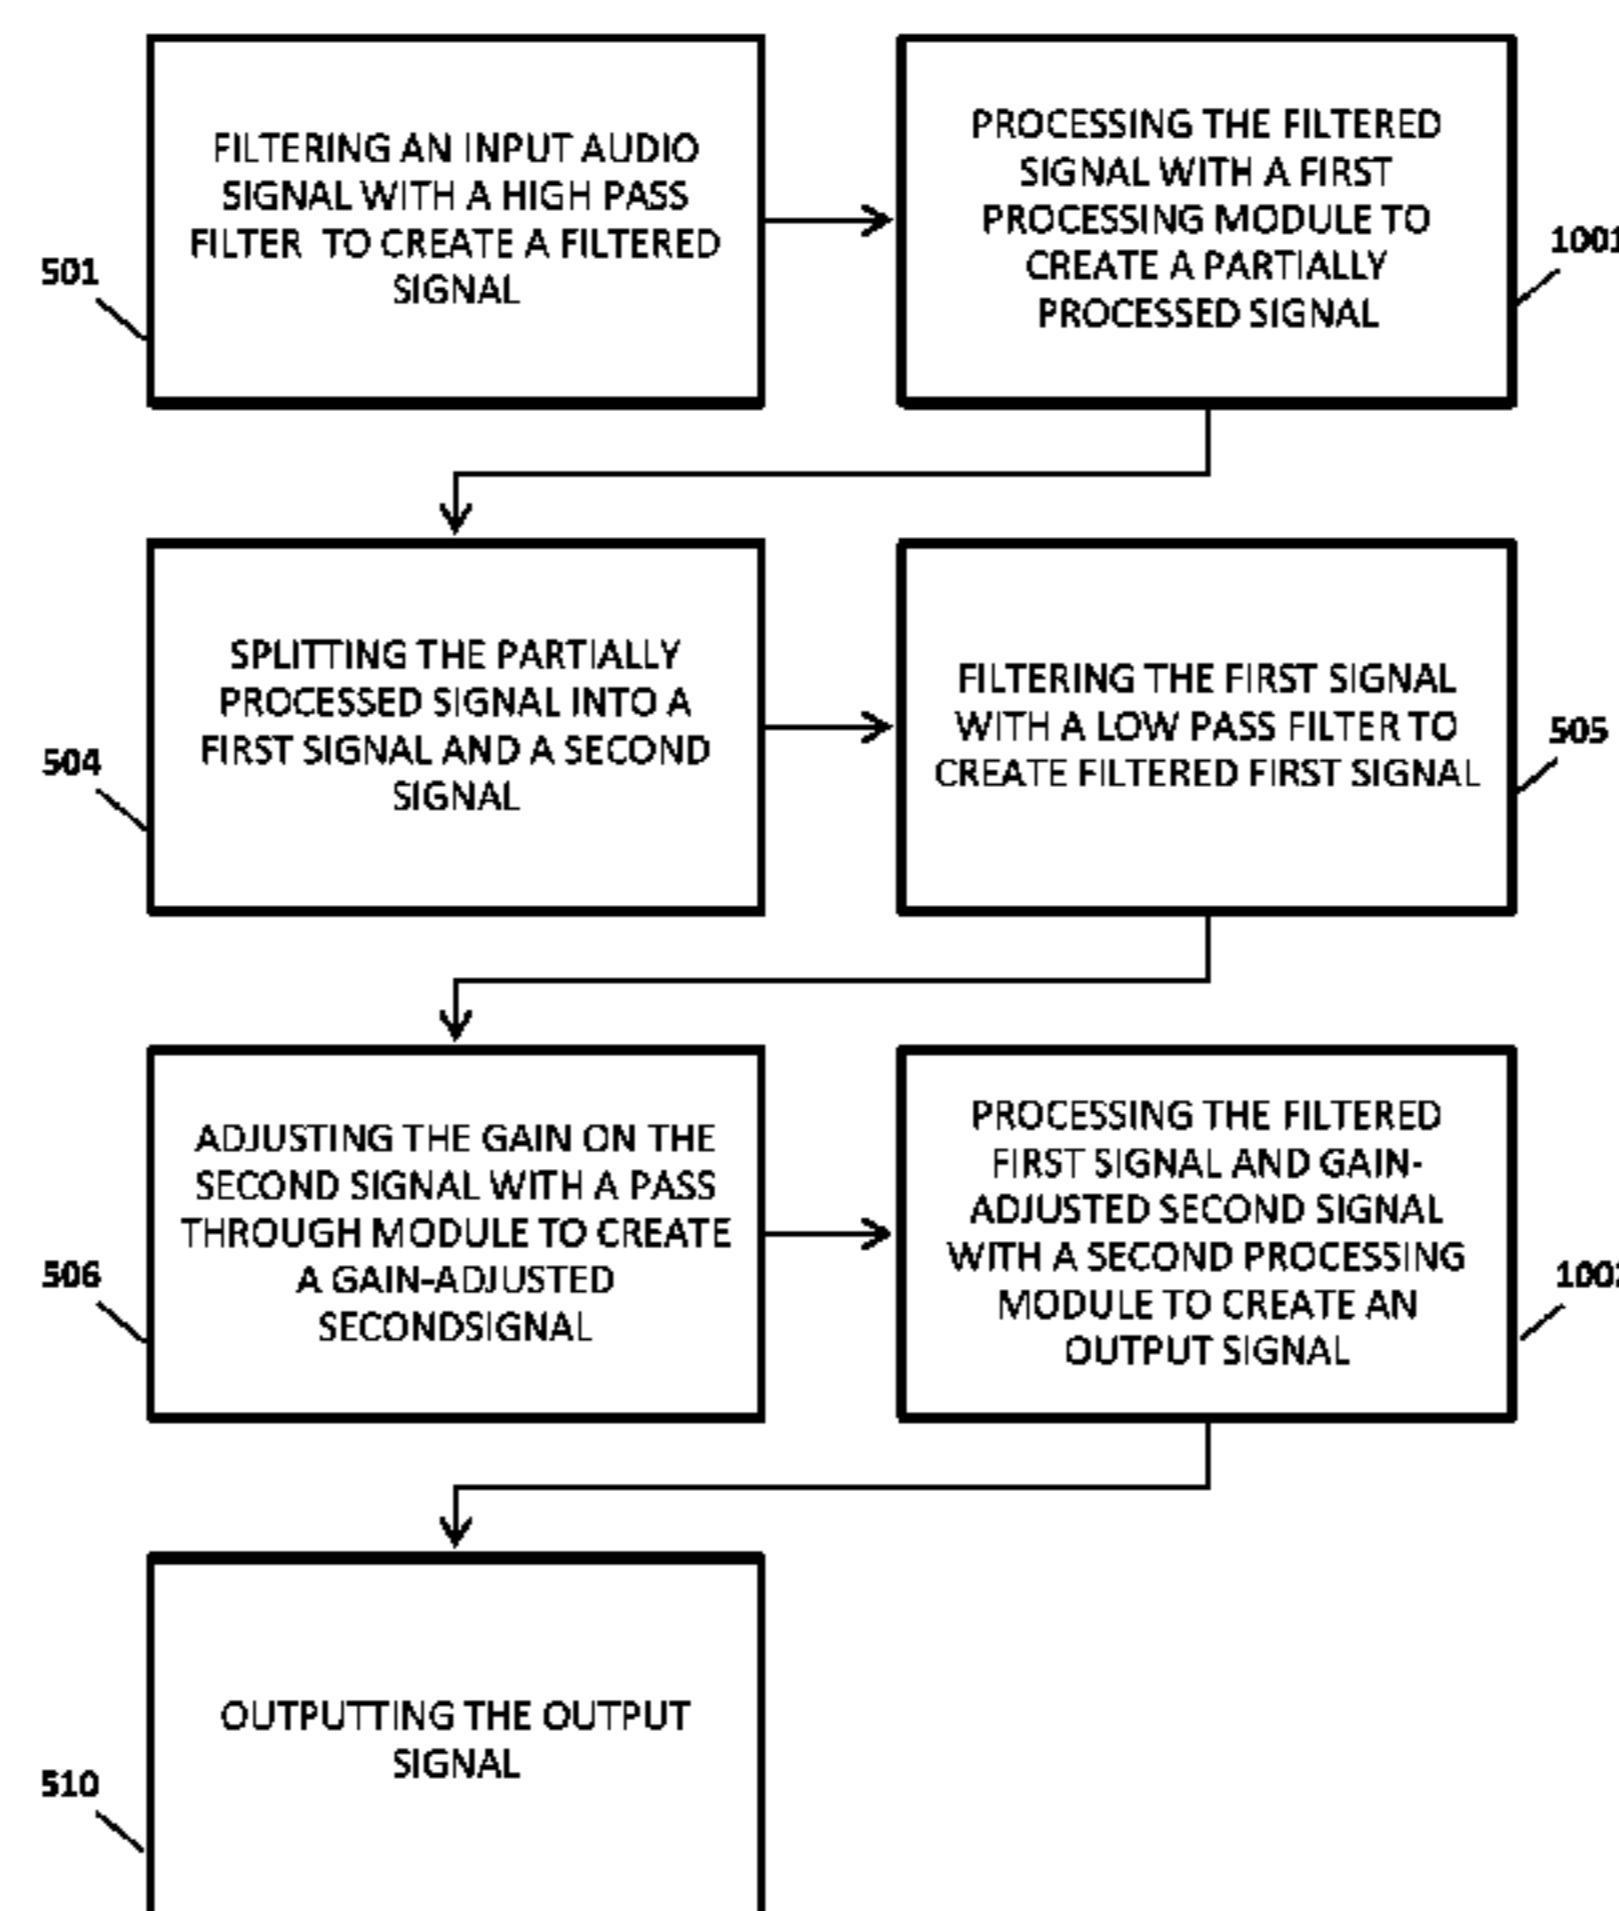 FILTERING AN INPUT AUDIO
SIGNAL WITH A HIGH PASS
FILTER TO CREATE A FILTERED
SIGNAL
501
PROCESSING THE FILTERED
SIGNAL WITH A FIRST
PROCESSING MODULE TO
CREATE A PARTIALLY
PROCESSED SIGNAL
1001
SPLITTING THE PARTIALLY
PROCESSED SIGNAL INTO A
FIRST SIGNAL AND A SECOND
SIGNAL
504
FILTERING THE FIRST SIGNAL
WITH A LOW PASS FILTER TO
CREATE FILTERED FIRST SIGNAL
505
ADJUSTING THE GAIN ON THE
SECOND SIGNAL WITH A PASS
THROUGH MODULE TO CREATE
A GAIN-ADJUSTED
SECONDSIGNAL
506
PROCESSING THE FILTERED
FIRST SIGNAL AND GAIN-
ADJUSTED SECOND SIGNAL
WITH A SECOND PROCESSING
MODULE TO CREATE AN
OUTPUT SIGNAL
1002
OUTPUTTING THE OUTPUT
SIGNAL
510